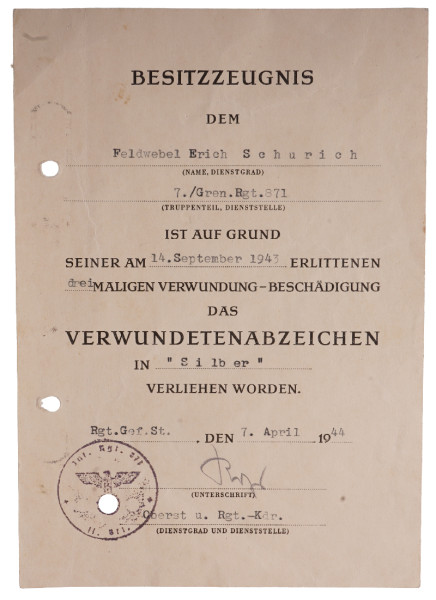 BESITZZEUGNIS
DEM
Feldwebel Erich Schurich
(NAME, DIENSTGRAD)
7./Gren.Rgt.871
(TRUPPENTEIL, DIENSTSTELLE)
IST AUF GRUND
SEINER AM 14.September 1943 ERLITTENEN
drei MALIGEN VERWUNDUNG – BESCHÄDIGUNG
DAS
VERWUNDETENABZEICHEN
IN "Silber"
VERLIEHEN WORDEN.
Rgt.Gef.St. , DEN 7. April 1944
(UNTERSCHRIFT)
Oberst u. Rgt.-Kdr.
(DIENSTGRAD UND DIENSTSTELLE)